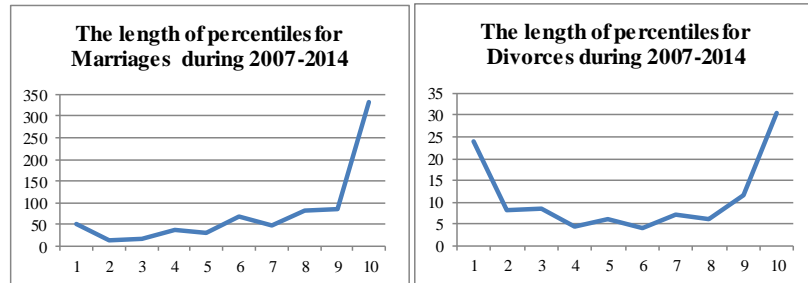 The length of percentiles for
Marriages during 2007-2014
350
300
250
200
150
100
50
0
1 2 3 4 5 6 7 8 9 10
The length of percentiles for
Divorces during 2007-2014
35
30
25
20
15
10
5
0
1 2 3 4 5 6 7 8 9 10